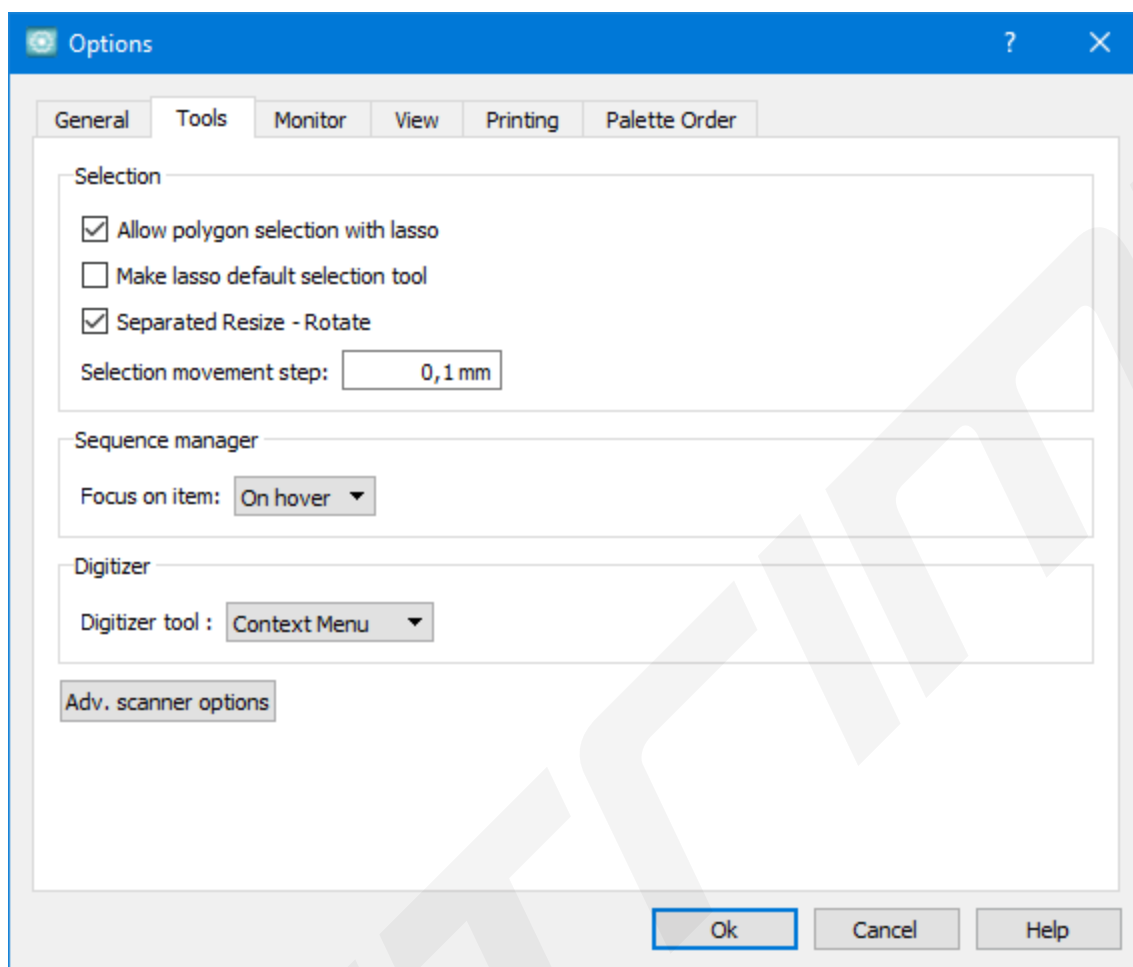 Options
General Tools Monitor View Printing Palette Order
Selection
Allow polygon selection with lasso
Make lasso default selection tool
Separated Resize - Rotate
Selection movement step: 0,1 mm
Sequence manager
Focus on item: On hover
Digitizer
Digitizer tool : Context Menu
Adv. scanner options
Ok Cancel Help